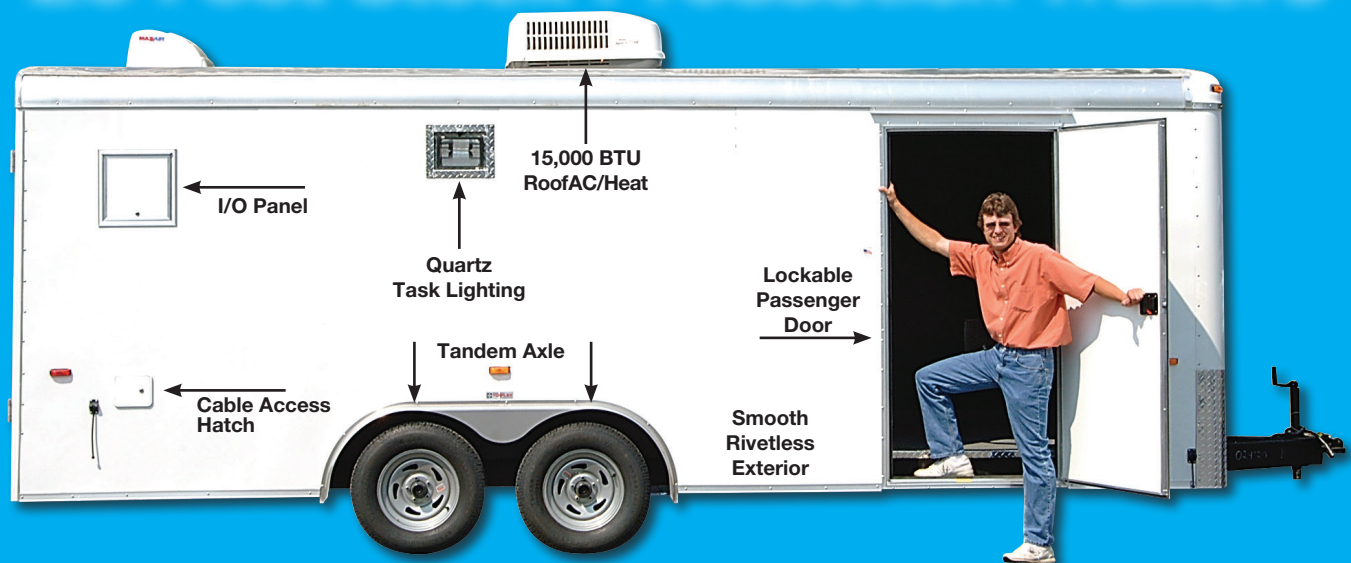 MAXAIR
15,000 BTU
RoofAC/Heat
I/O Panel
Quartz
Task Lighting
Lockable
Passenger
Door
Tandem Axle
Cable Access
Hatch
Smooth
Rivetless
Exterior